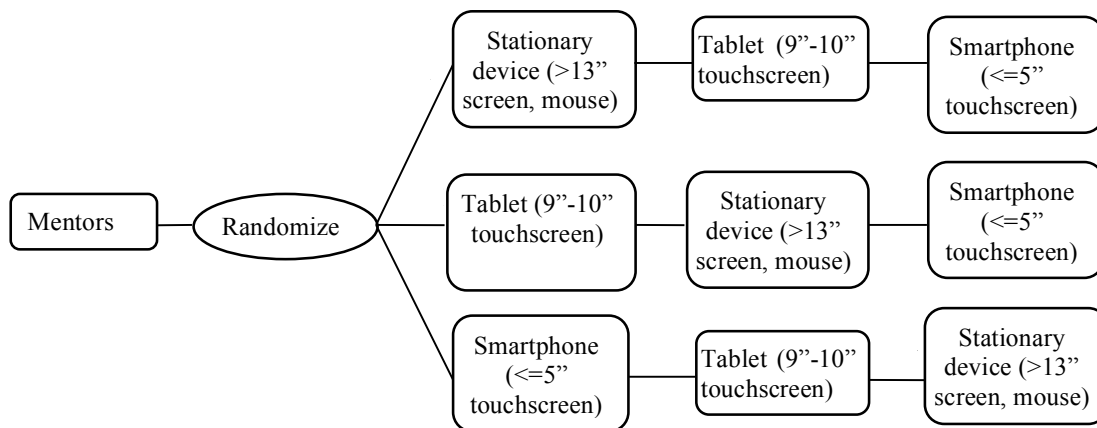 Mentors
Randomize
Stationary
device (>13”
screen, mouse)
Tablet (9”-10”
touchscreen)
Smartphone
(<=5”
touchscreen)
Tablet (9”-10”
touchscreen)
Stationary
device (>13”
screen, mouse)
Smartphone
(<=5”
touchscreen)
Smartphone
(<=5”
touchscreen)
Tablet (9”-10”
touchscreen)
Stationary
device (>13”
screen, mouse)